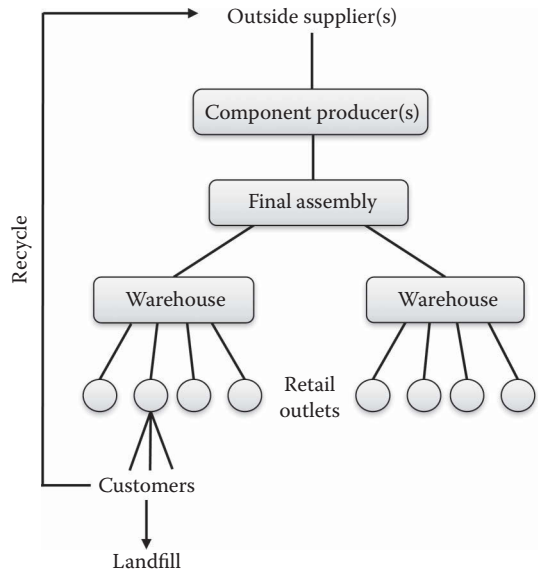 Outside supplier(s)
Component producer(s)
Final assembly
Recycle
Warehouse
Warehouse
Retail
outlets
Customers
Landfill